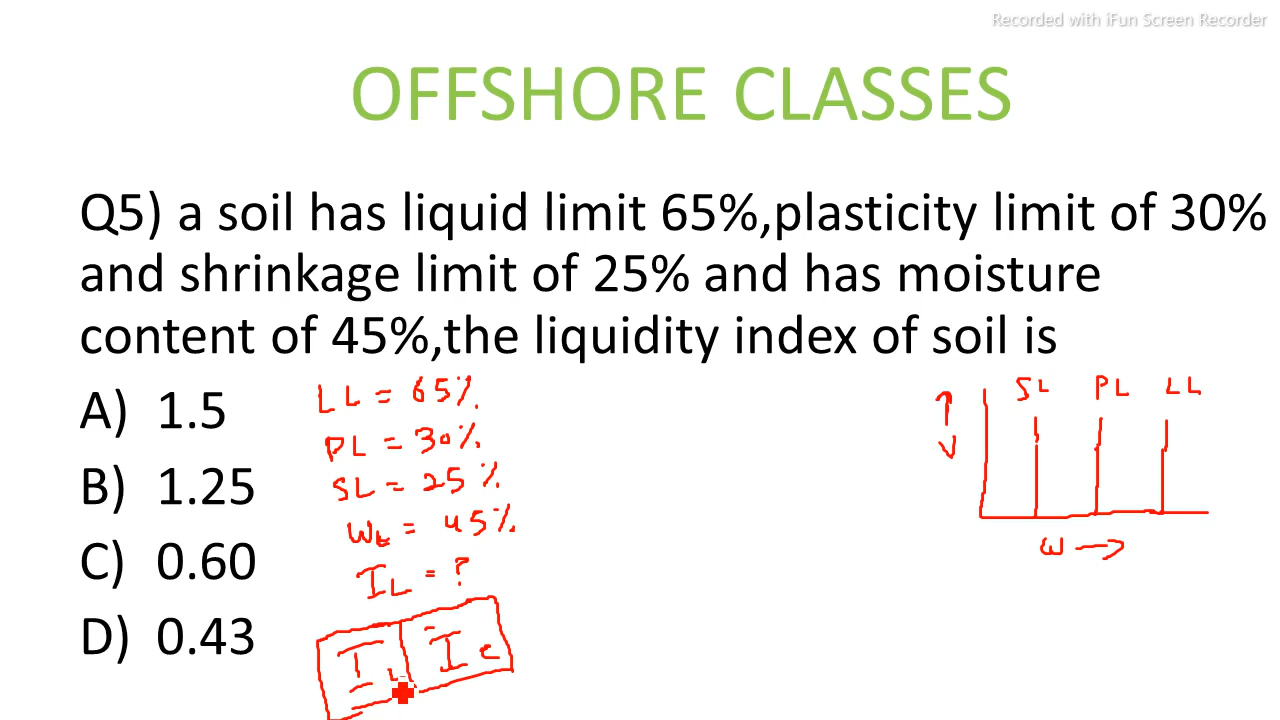 Recorded with iFun Screen Recorder
OFFSHORE CLASSES
Q5) a soil has liquid limit 65%,plasticity limit of 30%
and shrinkage limit of 25% and has moisture
content of 45%,the liquidity index of soil is
A) 1.5
B) 1.25
C) 0.60
D) 0.43
LL = 65%
PL = 30%
SL = 25%
Wt = 45%
IL = ?
IL Ic
SL PL LL
w →